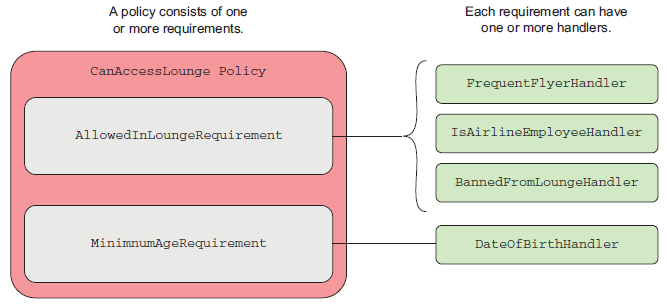 A policy consists of one
or more requirements.
Each requirement can have
one or more handlers.
CanAccessLounge Policy
AllowedInLoungeRequirement
MinimnumAgeRequirement
FrequentFlyerHandler
IsAirlineEmployeeHandler
BannedFromLoungeHandler
DateOfBirthHandler